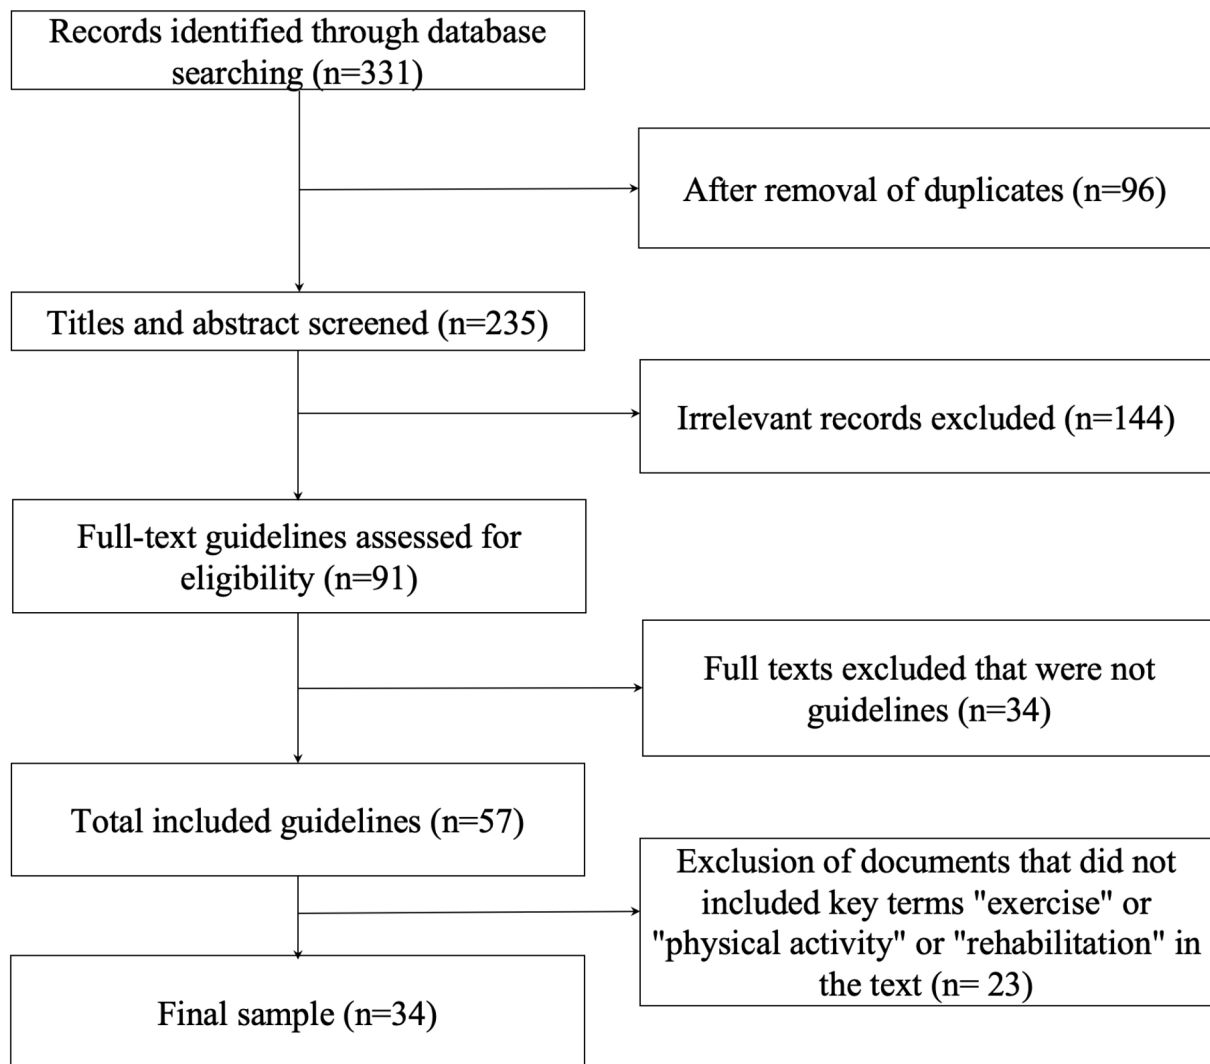 Records identified through database
searching (n=331)
After removal of duplicates (n=96)
Titles and abstract screened (n=235)
Irrelevant records excluded (n=144)
Full-text guidelines assessed for
eligibility (n=91)
Full texts excluded that were not
guidelines (n=34)
Total included guidelines (n=57)
Exclusion of documents that did not
included key terms "exercise" or
"physical activity" or "rehabilitation" in
the text (n= 23)
Final sample (n=34)